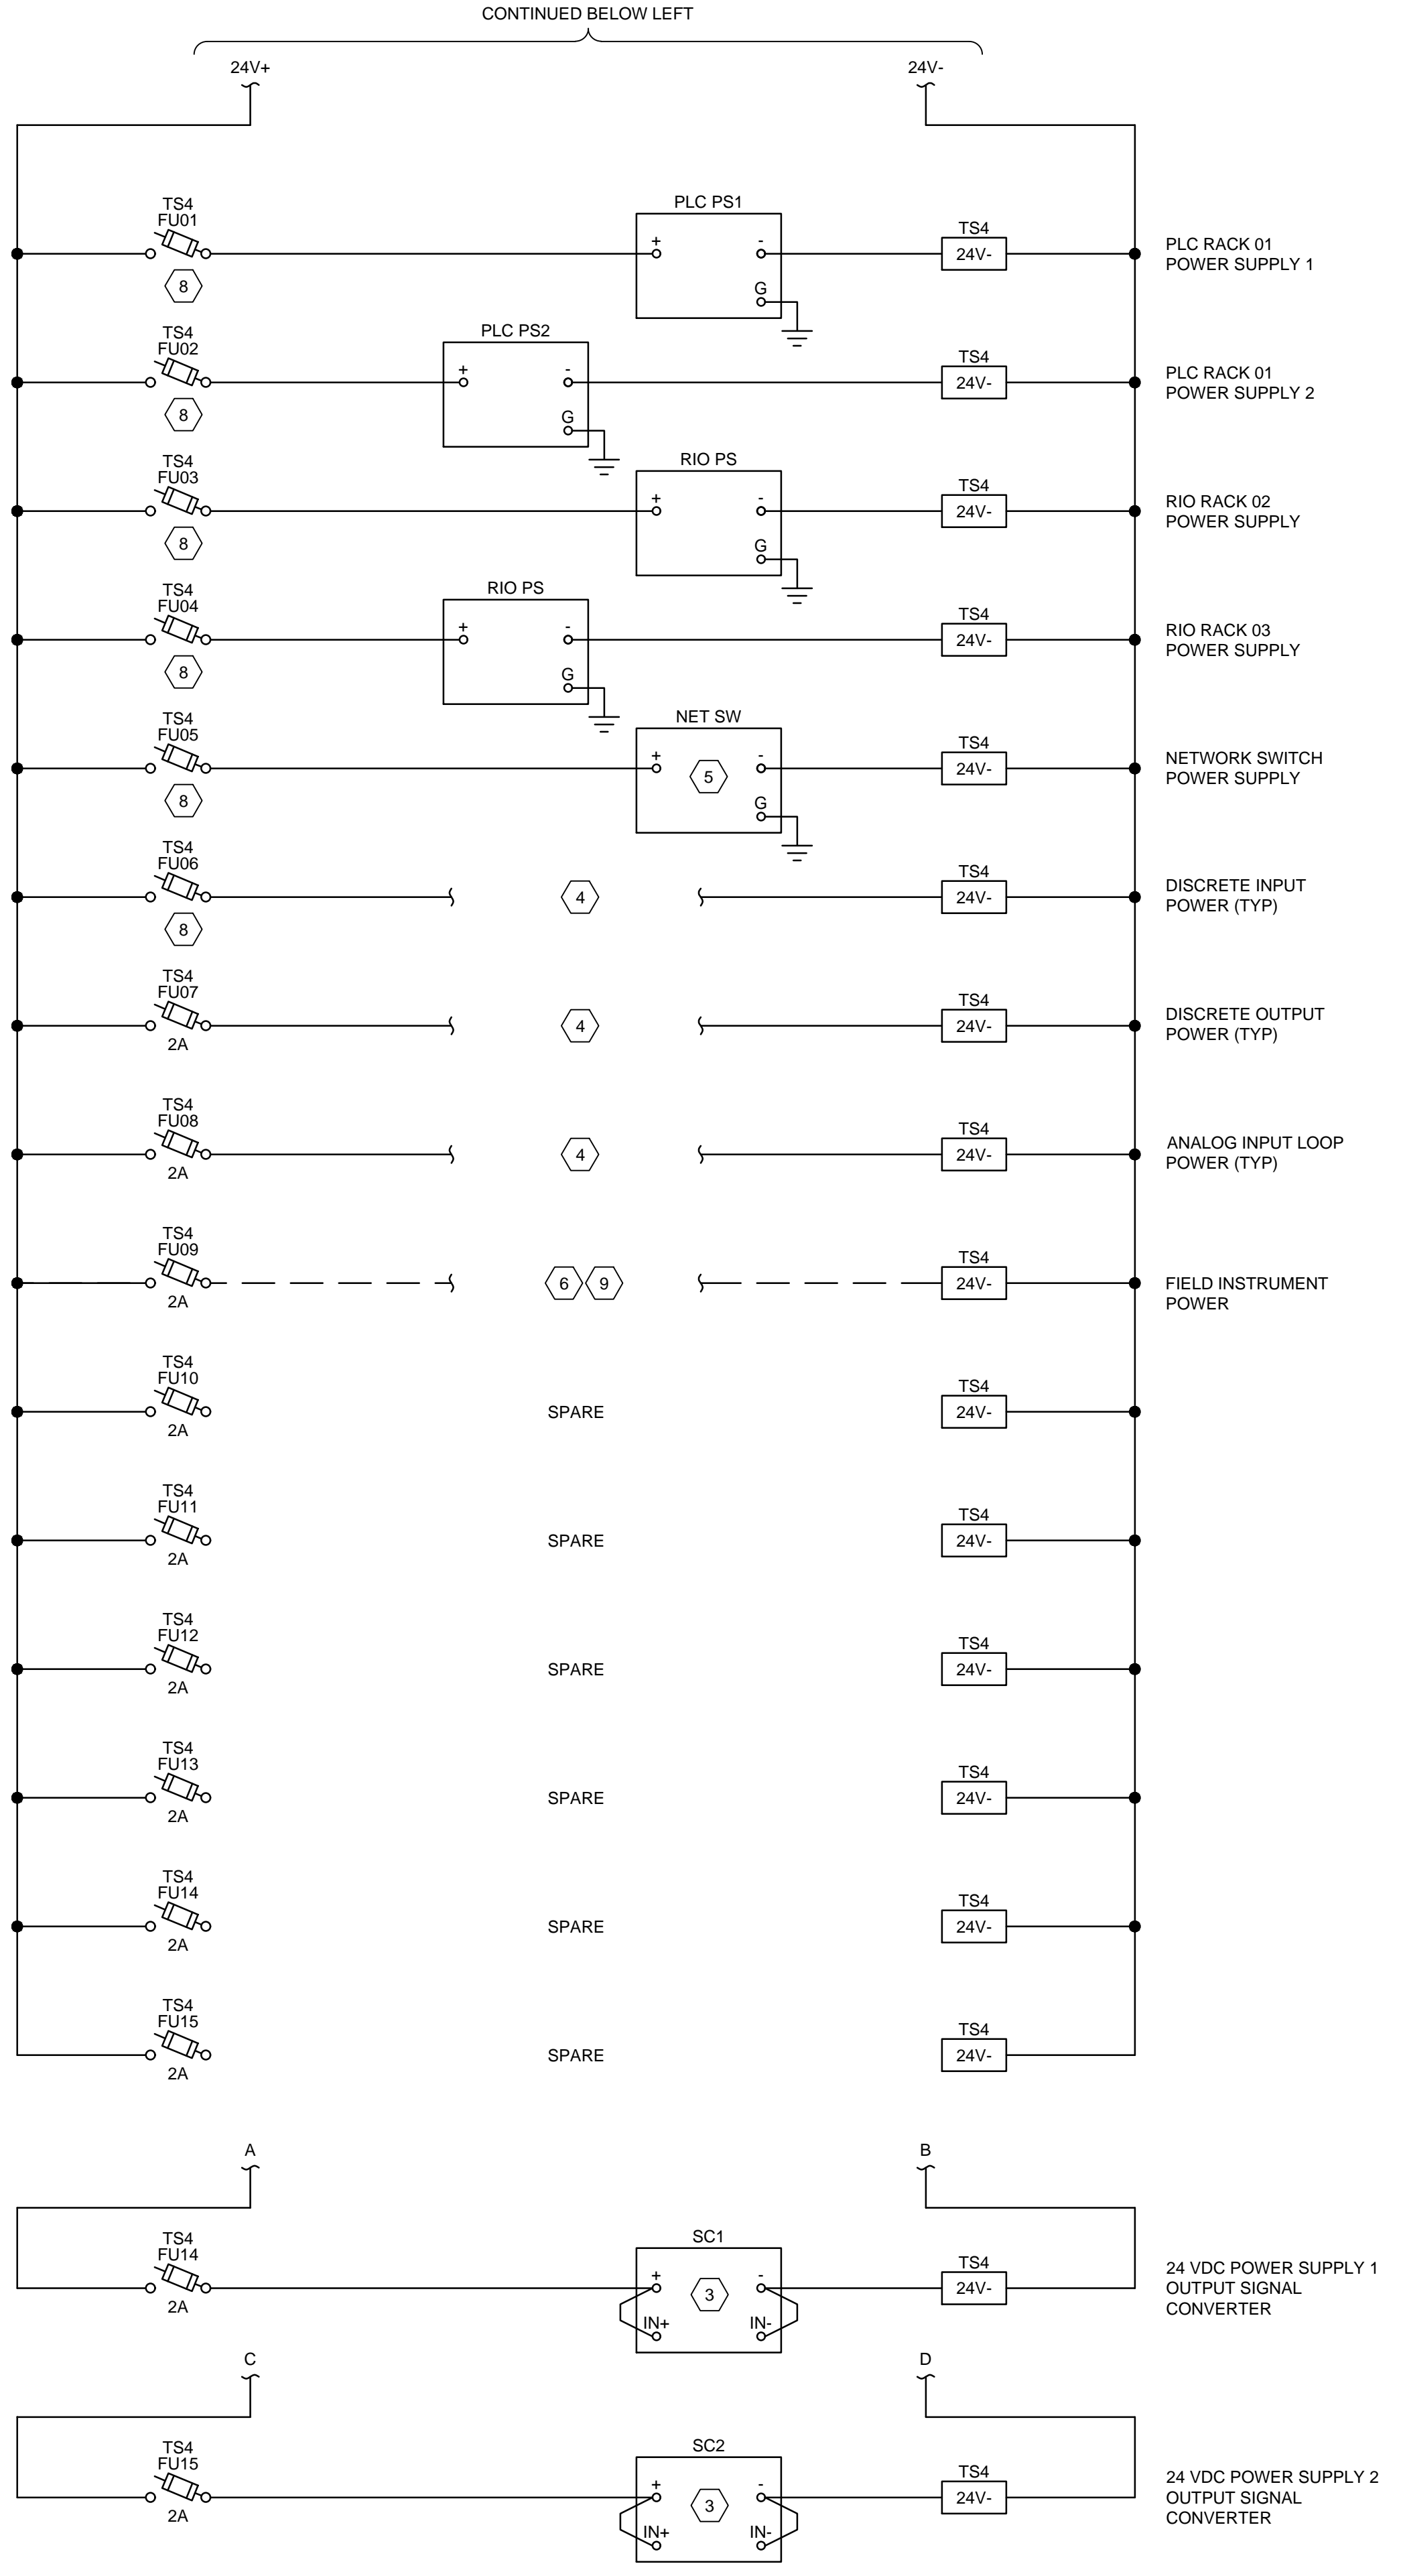 CONTINUED BELOW LEFT
24V+
24V-
TS4
FU01
8
PLC PS1
+
-
G
TS4
24V-
PLC RACK 01
POWER SUPPLY 1
TS4
FU02
8
PLC PS2
+
-
G
TS4
24V-
PLC RACK 01
POWER SUPPLY 2
TS4
FU03
8
RIO PS
+
-
G
TS4
24V-
RIO RACK 02
POWER SUPPLY
TS4
FU04
8
RIO PS
+
-
G
TS4
24V-
RIO RACK 03
POWER SUPPLY
TS4
FU05
8
NET SW
+
5
-
G
TS4
24V-
NETWORK SWITCH
POWER SUPPLY
TS4
FU06
8
4
TS4
24V-
DISCRETE INPUT
POWER (TYP)
TS4
FU07
2A
4
TS4
24V-
DISCRETE OUTPUT
POWER (TYP)
TS4
FU08
2A
4
TS4
24V-
ANALOG INPUT LOOP
POWER (TYP)
TS4
FU09
2A
6
9
TS4
24V-
FIELD INSTRUMENT
POWER
TS4
FU10
2A
SPARE
TS4
24V-
TS4
FU11
2A
SPARE
TS4
24V-
TS4
FU12
2A
SPARE
TS4
24V-
TS4
FU13
2A
SPARE
TS4
24V-
TS4
FU14
2A
SPARE
TS4
24V-
TS4
FU15
2A
SPARE
TS4
24V-
A
B
TS4
FU14
2A
SC1
+
3
-
IN+
IN-
TS4
24V-
24 VDC POWER SUPPLY 1
OUTPUT SIGNAL
CONVERTER
C
D
TS4
FU15
2A
SC2
+
3
-
IN+
IN-
TS4
24V-
24 VDC POWER SUPPLY 2
OUTPUT SIGNAL
CONVERTER